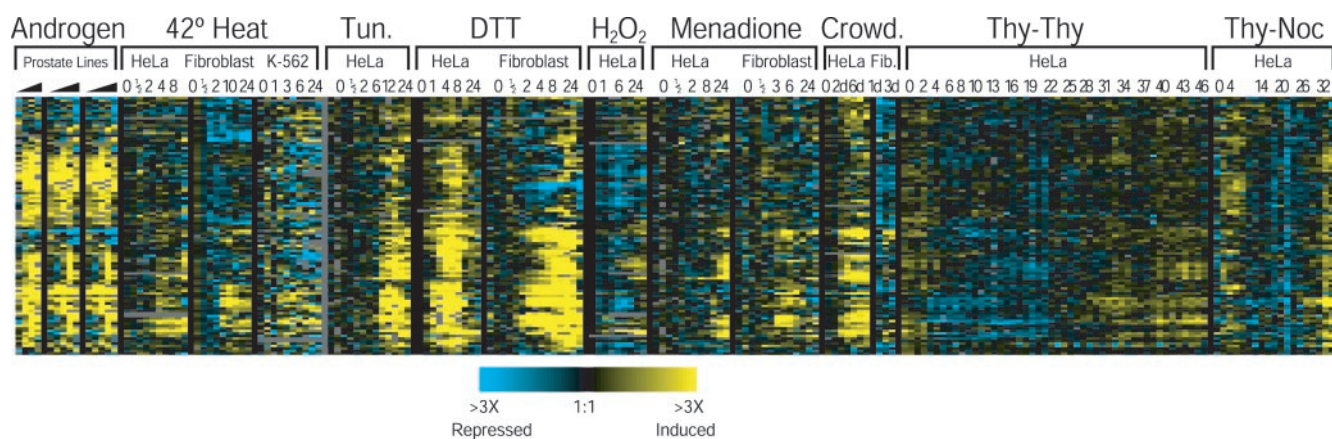 Androgen 42º Heat Tun. DTT H₂O₂ Menadione Crowd. Thy-Thy Thy-Noc
Prostate Lines HeLa Fibroblast K-562 HeLa HeLa Fibroblast HeLa HeLa Fibroblast HeLa Fib. HeLa HeLa
0 ½ 2 4 8 0 ½ 2 10 24 0 1 3 6 24 0 ½ 2 6 12 24 0 1 4 8 24 0 ½ 2 4 8 24 0 1 6 24 0 ½ 2 8 24 0 ½ 3 6 24 0 2d 6d 1d 3d 0 2 4 6 8 10 13 16 19 22 25 28 31 34 37 40 43 46 0 4 14 20 26 32
>3X 1:1 >3X
Repressed Induced